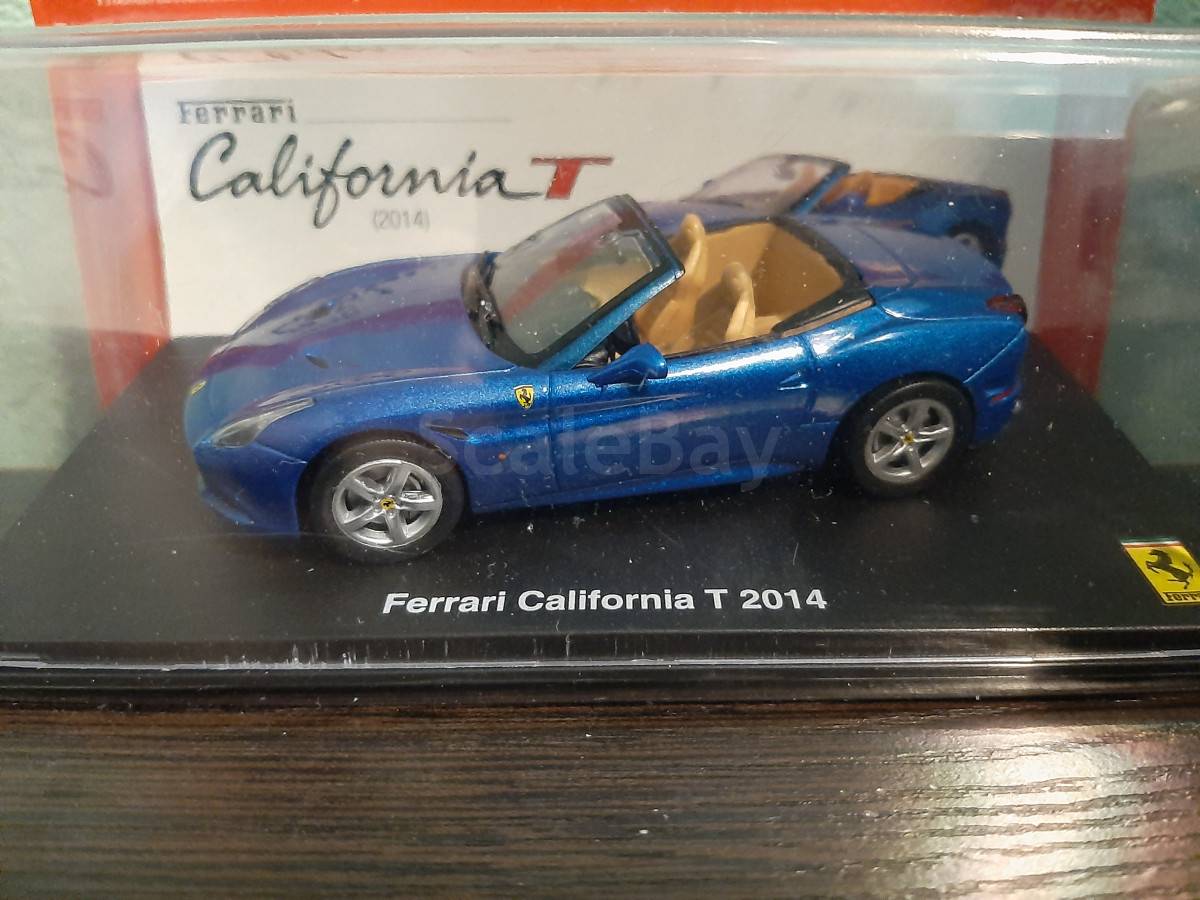 Ferrari
California T
(2014)
ScaleBay
Ferrari California T 2014
Ferrari